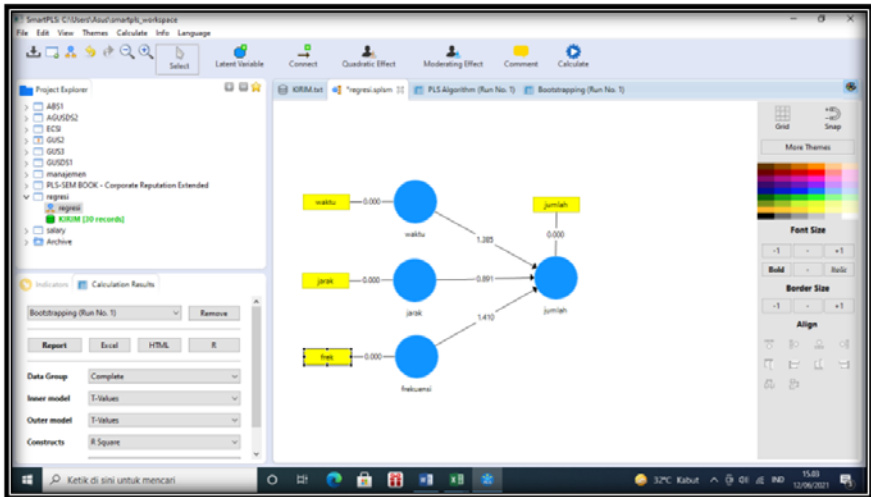 SmartPLS: C:\Users\Asus\smartpls_workspace
File Edit View Themes Calculate Info Language
Select
Latent Variable
Connect
Quadratic Effect
Moderating Effect
Comment
Calculate
Project Explorer
ABS1
AGUSDS2
ECSI
GUS2
GUS3
GUSDS1
manajemen
PLS-SEM BOOK - Corporate Reputation Extended
regresi
regresi
KIRIM [30 records]
salary
Archive
Indicators
Calculation Results
Bootstrapping (Run No. 1)
Remove
Report
Excel
HTML
R
Data Group
Complete
Inner model
T-Values
Outer model
T-Values
Constructs
R Square
KIRIM.txt
*regresi.splsm
PLS Algorithm (Run No. 1)
Bootstrapping (Run No. 1)
waktu
0.000
waktu
jumlah
0.000
1.385
jarak
0.000
jarak
0.891
jumlah
1.410
frek
0.000
frekuensi
Grid
Snap
More Themes
Font Size
-1
-
+1
Bold
-
Italic
Border Size
-1
-
+1
Align
Ketik di sini untuk mencari
32°C Kabut
IND
15.03
12/06/2021